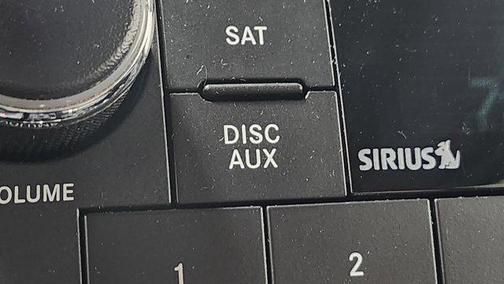 SAT
DISC
AUX
SIRIUS
OLUME
1
2